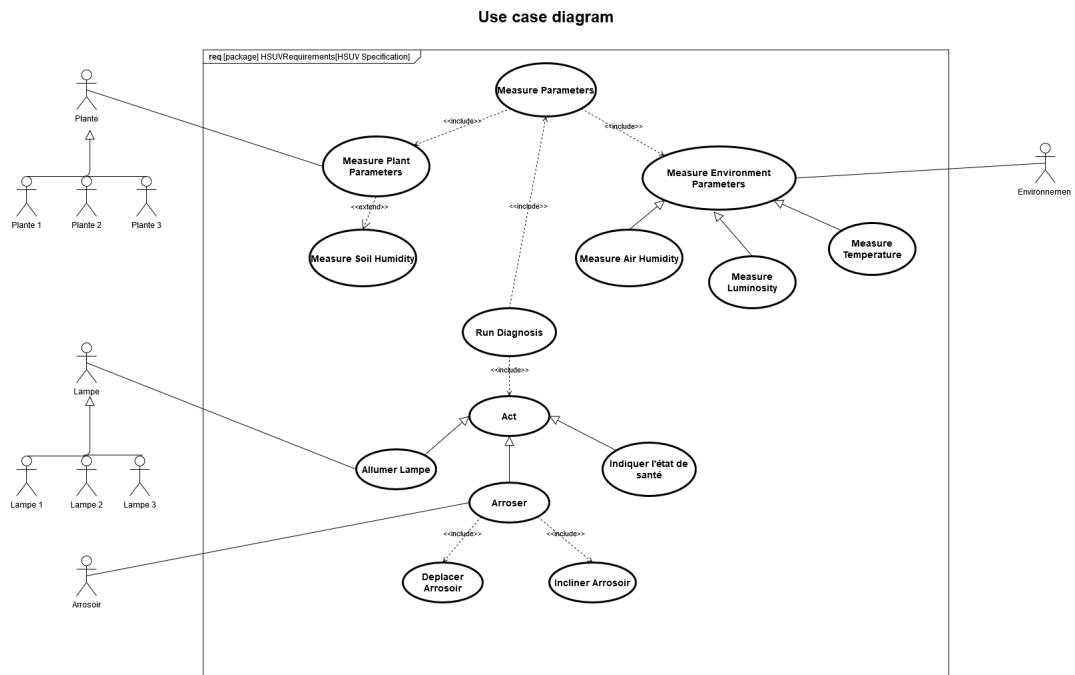 Use case diagram
req [package] HSUVRequirements[HSUV Specification]
Measure Parameters
Plante
<<include>>
<<include>>
Measure Plant
Parameters
Measure Environment
Parameters
Environnemen
Plante 1
Plante 2
Plante 3
<<extend>>
<<include>>
Measure Soil Humidity
Measure Air Humidity
Measure
Luminosity
Measure
Temperature
Run Diagnosis
<<include>>
Lampe
Act
Allumer Lampe
Indiquer l'état de
santé
Lampe 1
Lampe 2
Lampe 3
Arroser
<<include>>
<<include>>
Deplacer
Arrosoir
Incliner Arrosoir
Arrosoir